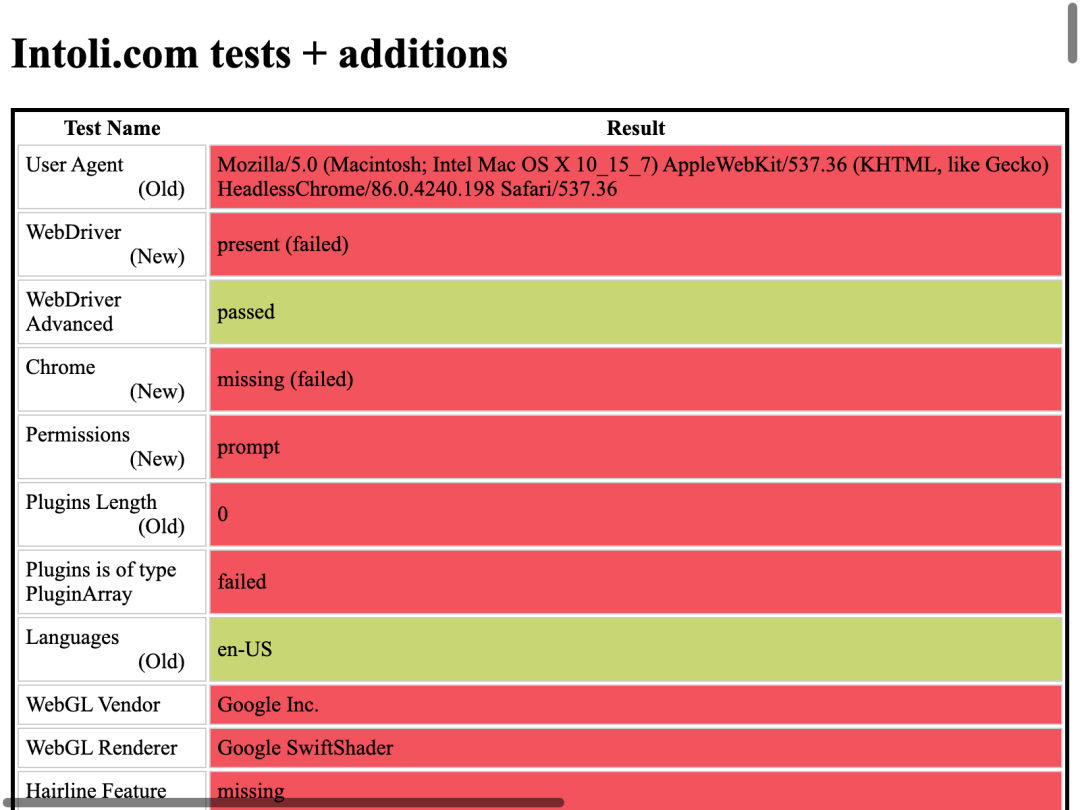 Intoli.com tests + additions
Test Name Result
User Agent (Old) Mozilla/5.0 (Macintosh; Intel Mac OS X 10_15_7) AppleWebKit/537.36 (KHTML, like Gecko)
HeadlessChrome/86.0.4240.198 Safari/537.36
WebDriver
(New)
present (failed)
WebDriver
Advanced
passed
Chrome
(New)
missing (failed)
Permissions
(New)
prompt
Plugins Length
(Old)
0
Plugins is of type
PluginArray
failed
Languages
(Old)
en-US
WebGL Vendor Google Inc.
WebGL Renderer Google SwiftShader
Hairline Feature missing